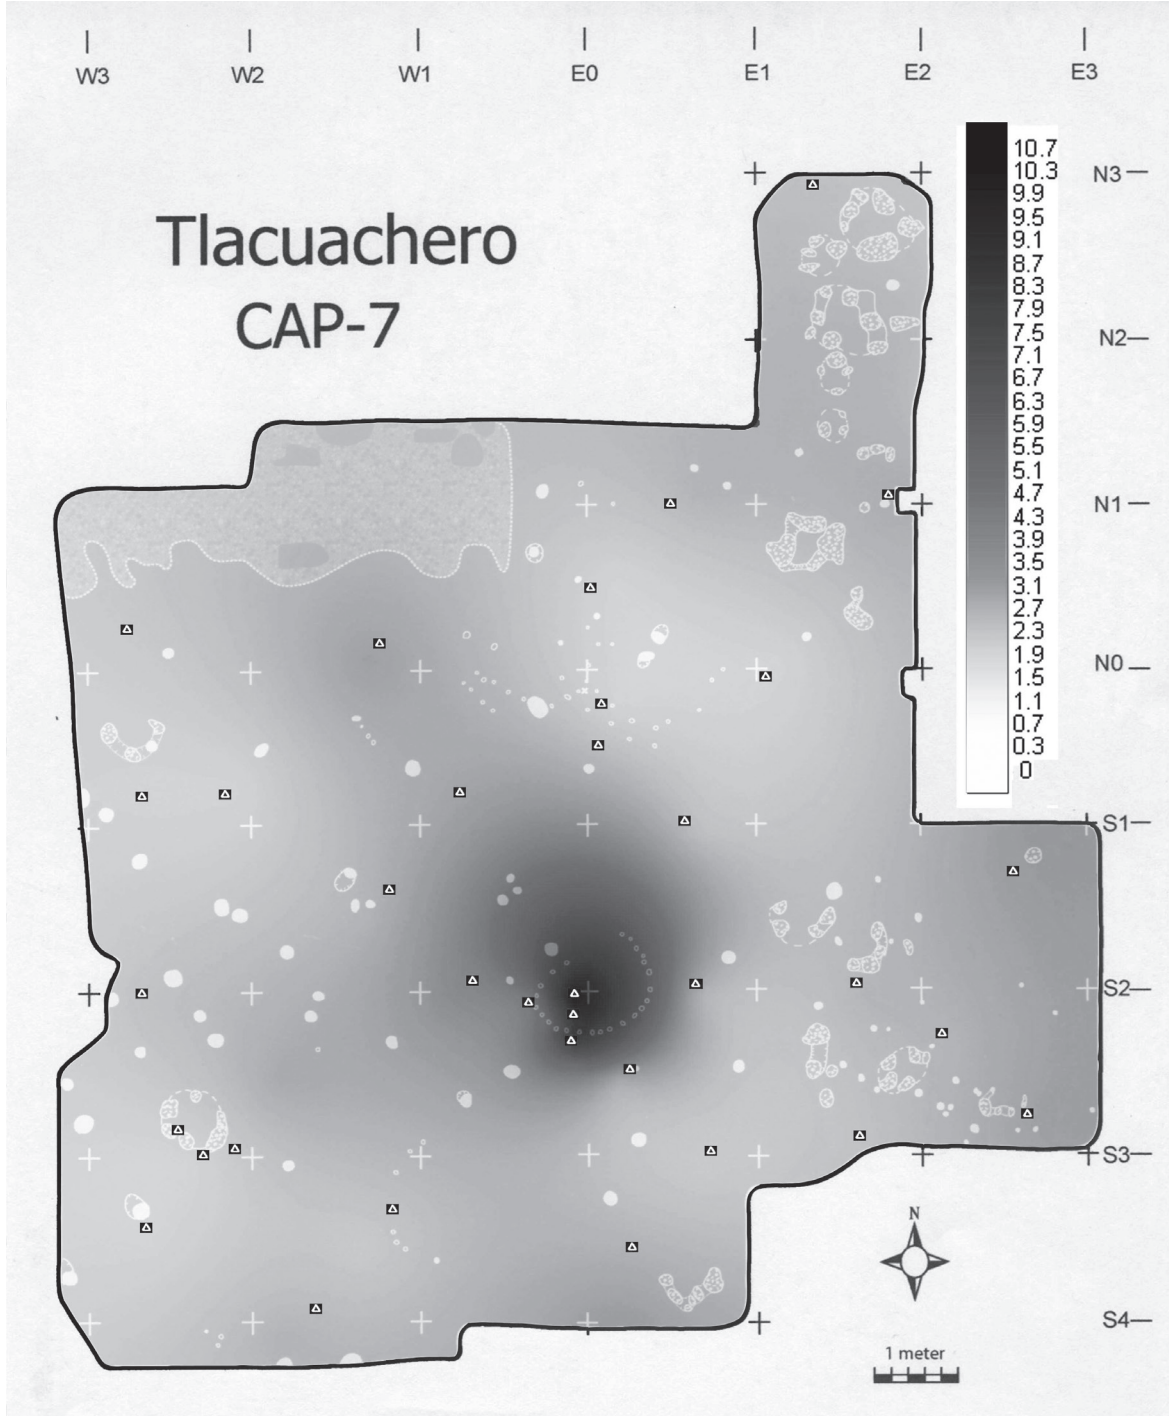 W3 W2 W1 E0 E1 E2 E3
Tlacuachero
CAP-7
10.7
10.3
9.9
9.5
9.1
8.7
8.3
7.9
7.5
7.1
6.7
6.3
5.9
5.5
5.1
4.7
4.3
3.9
3.5
3.1
2.7
2.3
1.9
1.5
1.1
0.7
0.3
0
N3
N2
N1
N0
S1
S2
S3
N
S4
1 meter